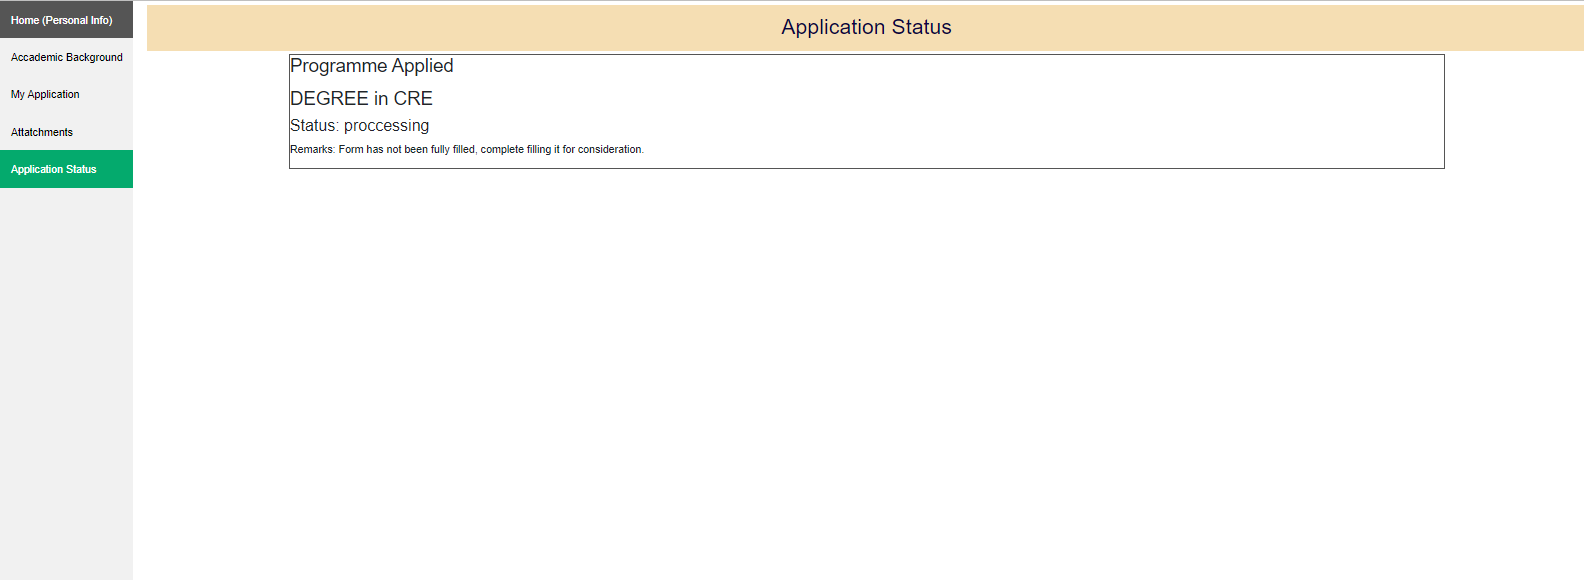 Home (Personal Info)
Accademic Background
My Application
Attatchments
Application Status
Application Status
Programme Applied
DEGREE in CRE
Status: proccessing
Remarks: Form has not been fully filled, complete filling it for consideration.